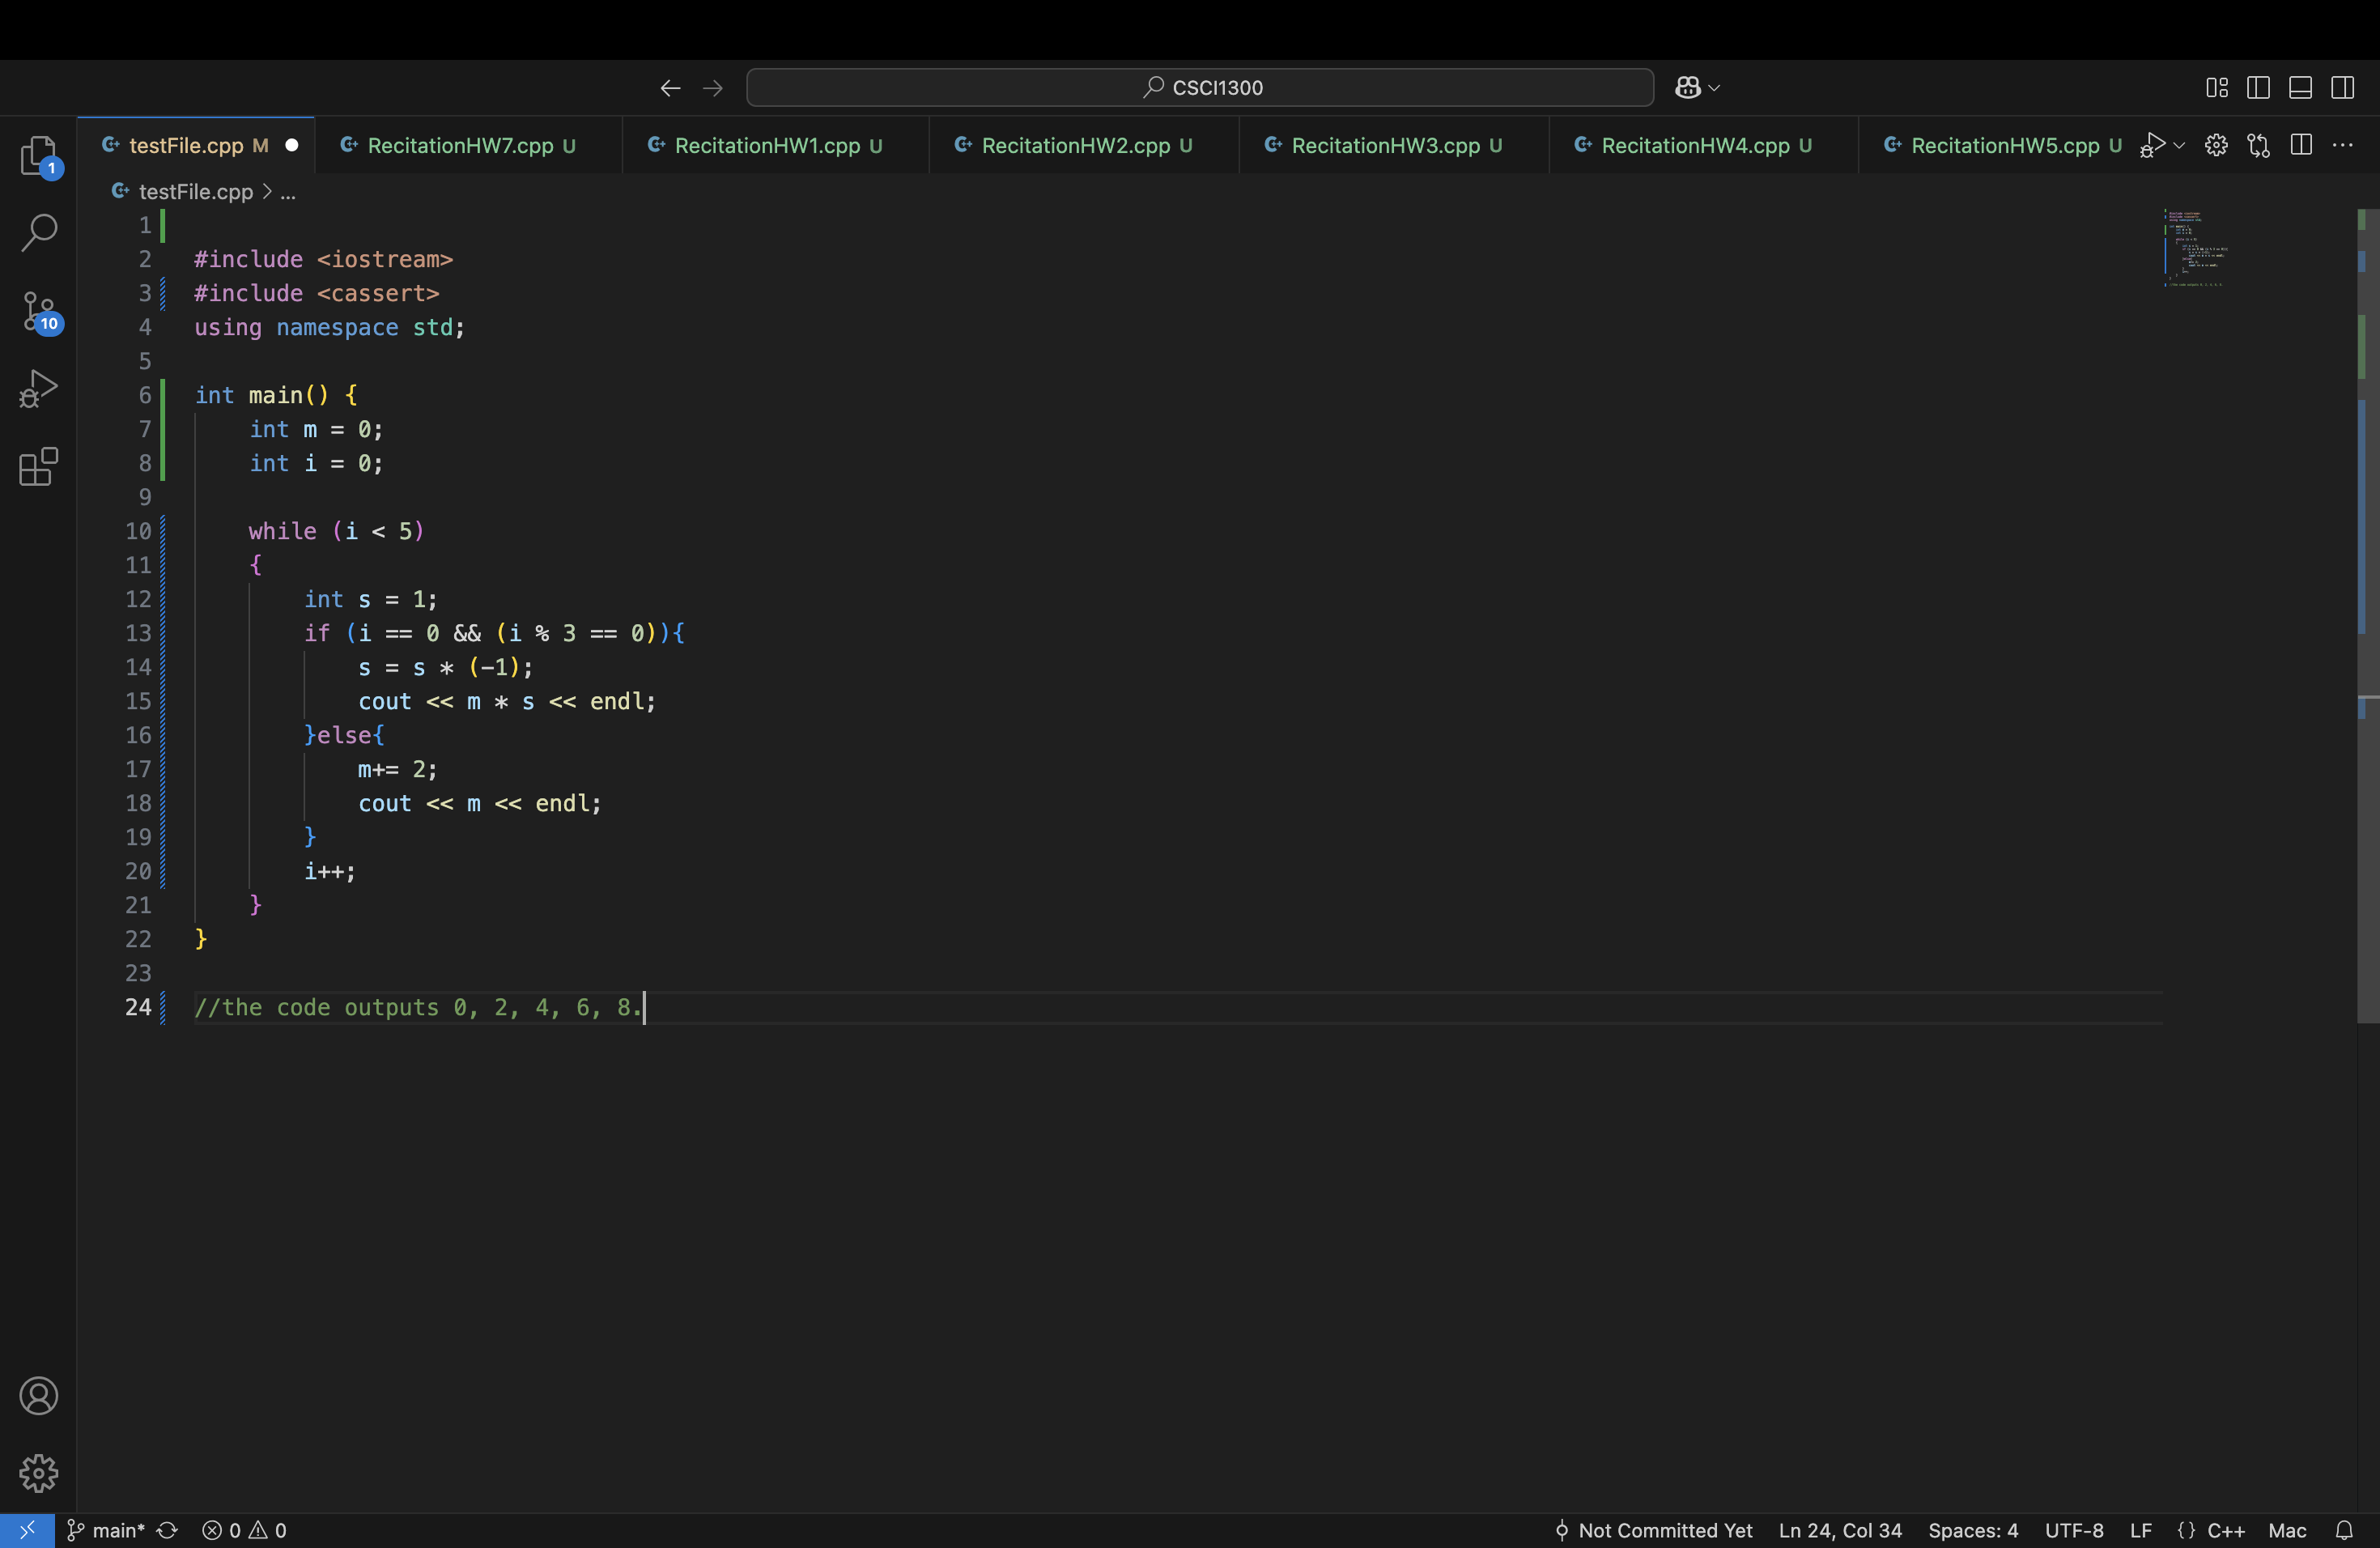 CSCI1300
testFile.cpp M
RecitationHW7.cpp U
RecitationHW1.cpp U
RecitationHW2.cpp U
RecitationHW3.cpp U
RecitationHW4.cpp U
RecitationHW5.cpp U
1
testFile.cpp > ...
10
1
2 #include <iostream>
3 #include <cassert>
4 using namespace std;
5
6 int main() {
7     int m = 0;
8     int i = 0;
9
10     while (i < 5)
11     {
12         int s = 1;
13         if (i == 0 && (i % 3 == 0)){
14             s = s * (-1);
15             cout << m * s << endl;
16         }else{
17             m+= 2;
18             cout << m << endl;
19         }
20         i++;
21     }
22 }
23
24 //the code outputs 0, 2, 4, 6, 8.
main* 0 0 Not Committed Yet Ln 24, Col 34 Spaces: 4 UTF-8 LF {} C++ Mac